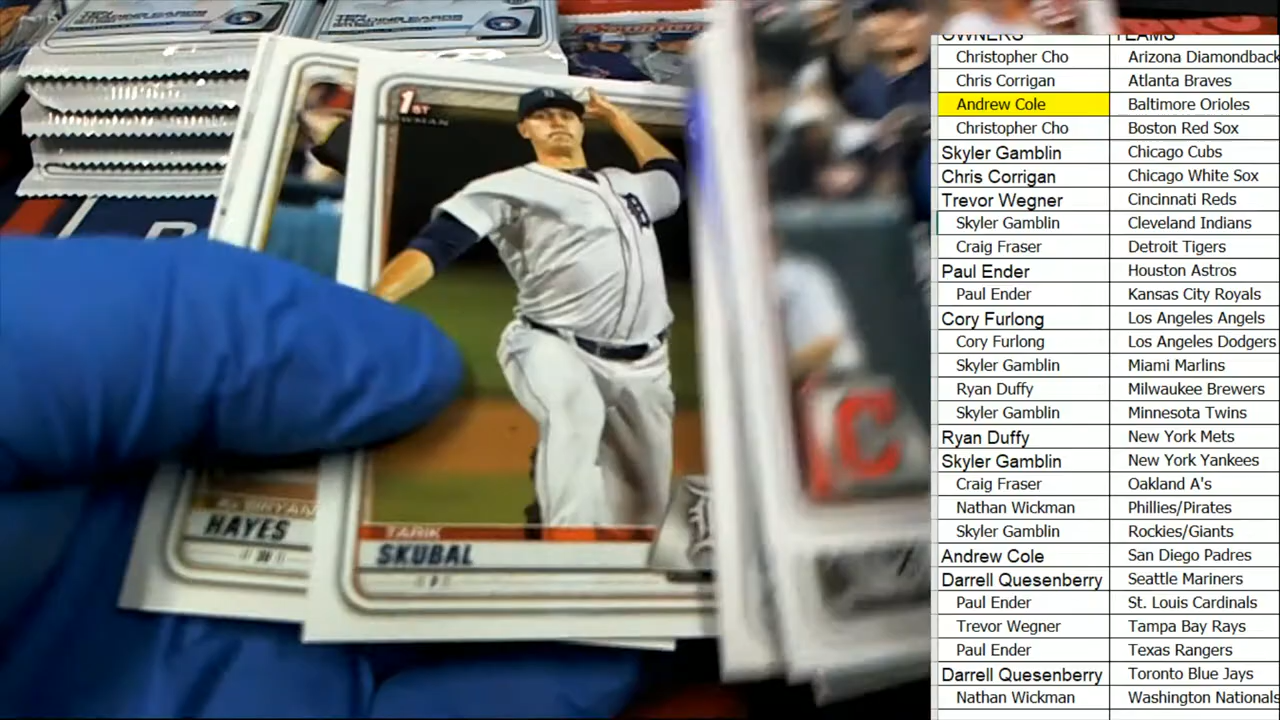 OWNERS TEAMS
Christopher Cho Arizona Diamondback
Chris Corrigan Atlanta Braves
Andrew Cole Baltimore Orioles
Christopher Cho Boston Red Sox
Skyler Gamblin Chicago Cubs
Chris Corrigan Chicago White Sox
Trevor Wegner Cincinnati Reds
Skyler Gamblin Cleveland Indians
Craig Fraser Detroit Tigers
Paul Ender Houston Astros
Paul Ender Kansas City Royals
Cory Furlong Los Angeles Angels
Cory Furlong Los Angeles Dodgers
Skyler Gamblin Miami Marlins
Ryan Duffy Milwaukee Brewers
Skyler Gamblin Minnesota Twins
Ryan Duffy New York Mets
Skyler Gamblin New York Yankees
Craig Fraser Oakland A's
Nathan Wickman Phillies/Pirates
Skyler Gamblin Rockies/Giants
Andrew Cole San Diego Padres
Darrell Quesenberry Seattle Mariners
Paul Ender St. Louis Cardinals
Trevor Wegner Tampa Bay Rays
Paul Ender Texas Rangers
Darrell Quesenberry Toronto Blue Jays
Nathan Wickman Washington Nationals
TEN
TRADING CARDS
TRADING CARDS
1ST
BOWMAN
D
C
HAYES
TARIK
SKUBAL